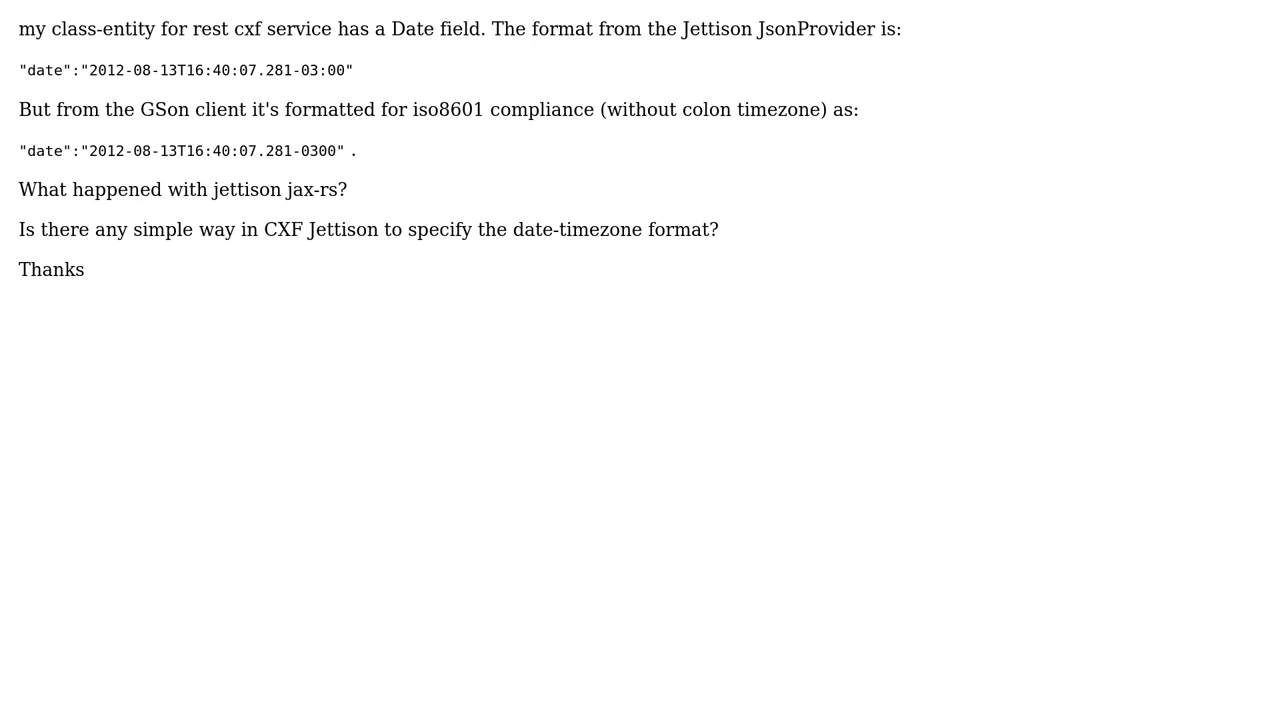 my class-entity for rest cxf service has a Date field. The format from the Jettison JsonProvider is:
"date":"2012-08-13T16:40:07.281-03:00"
But from the GSon client it's formatted for iso8601 compliance (without colon timezone) as:
"date":"2012-08-13T16:40:07.281-0300" .
What happened with jettison jax-rs?
Is there any simple way in CXF Jettison to specify the date-timezone format?
Thanks